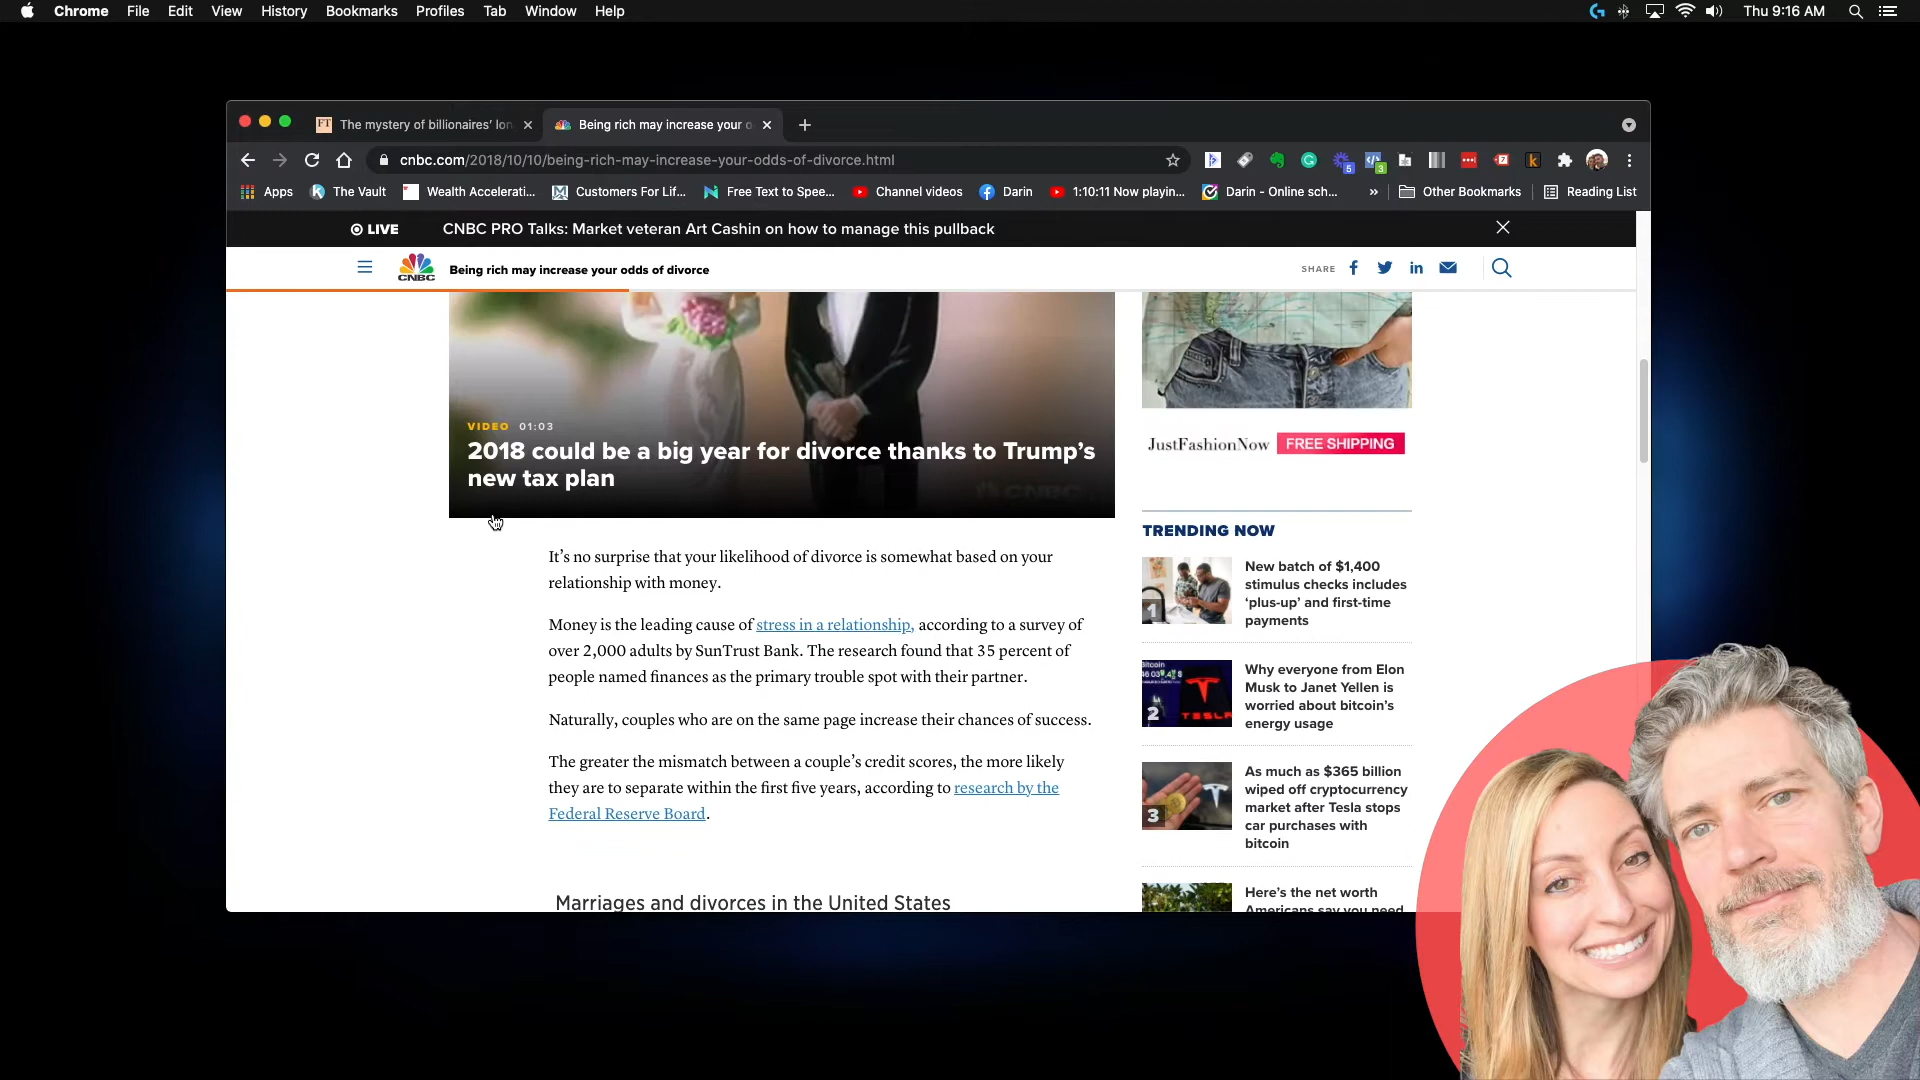 Chrome File Edit View History Bookmarks Profiles Tab Window Help
Thu 9:16 AM
FT The mystery of billionaires' lon
Being rich may increase your o
cnbc.com/2018/10/10/being-rich-may-increase-your-odds-of-divorce.html
5
3
Apps
The Vault
Wealth Accelerati...
Customers For Lif...
Free Text to Spee...
Channel videos
Darin
1:10:11 Now playin...
Darin - Online sch...
»
Other Bookmarks
Reading List
LIVE
CNBC PRO Talks: Market veteran Art Cashin on how to manage this pullback
CNBC
Being rich may increase your odds of divorce
SHARE
VIDEO 01:03
2018 could be a big year for divorce thanks to Trump's
new tax plan
CNBC
It's no surprise that your likelihood of divorce is somewhat based on your
relationship with money.
Money is the leading cause of stress in a relationship, according to a survey of
over 2,000 adults by SunTrust Bank. The research found that 35 percent of
people named finances as the primary trouble spot with their partner.
Naturally, couples who are on the same page increase their chances of success.
The greater the mismatch between a couple's credit scores, the more likely
they are to separate within the first five years, according to research by the
Federal Reserve Board.
Marriages and divorces in the United States
JustFashionNow FREE SHIPPING
TRENDING NOW
1
New batch of $1,400
stimulus checks includes
'plus-up' and first-time
payments
Bitcoin
TESLA
2
Why everyone from Elon
Musk to Janet Yellen is
worried about bitcoin's
energy usage
3
As much as $365 billion
wiped off cryptocurrency
market after Tesla stops
car purchases with
bitcoin
Here's the net worth
Americans say you need